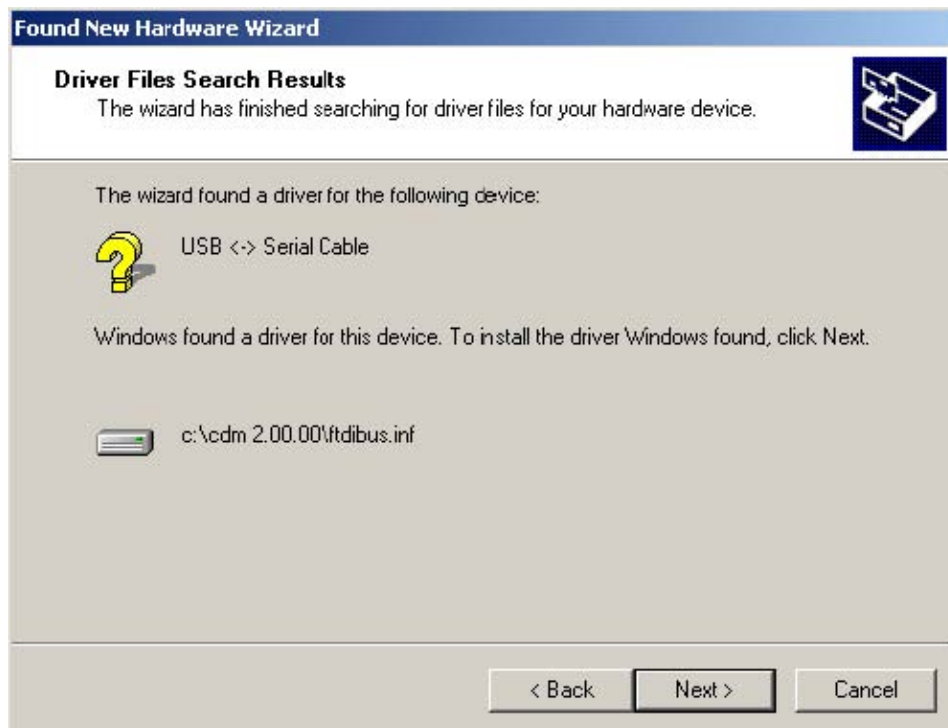 Found New Hardware Wizard
Driver Files Search Results
The wizard has finished searching for driver files for your hardware device.
The wizard found a driver for the following device:
USB <-> Serial Cable
Windows found a driver for this device. To install the driver Windows found, click Next.
c:\cdm 2.00.00\ftdibus.inf
< Back
Next >
Cancel